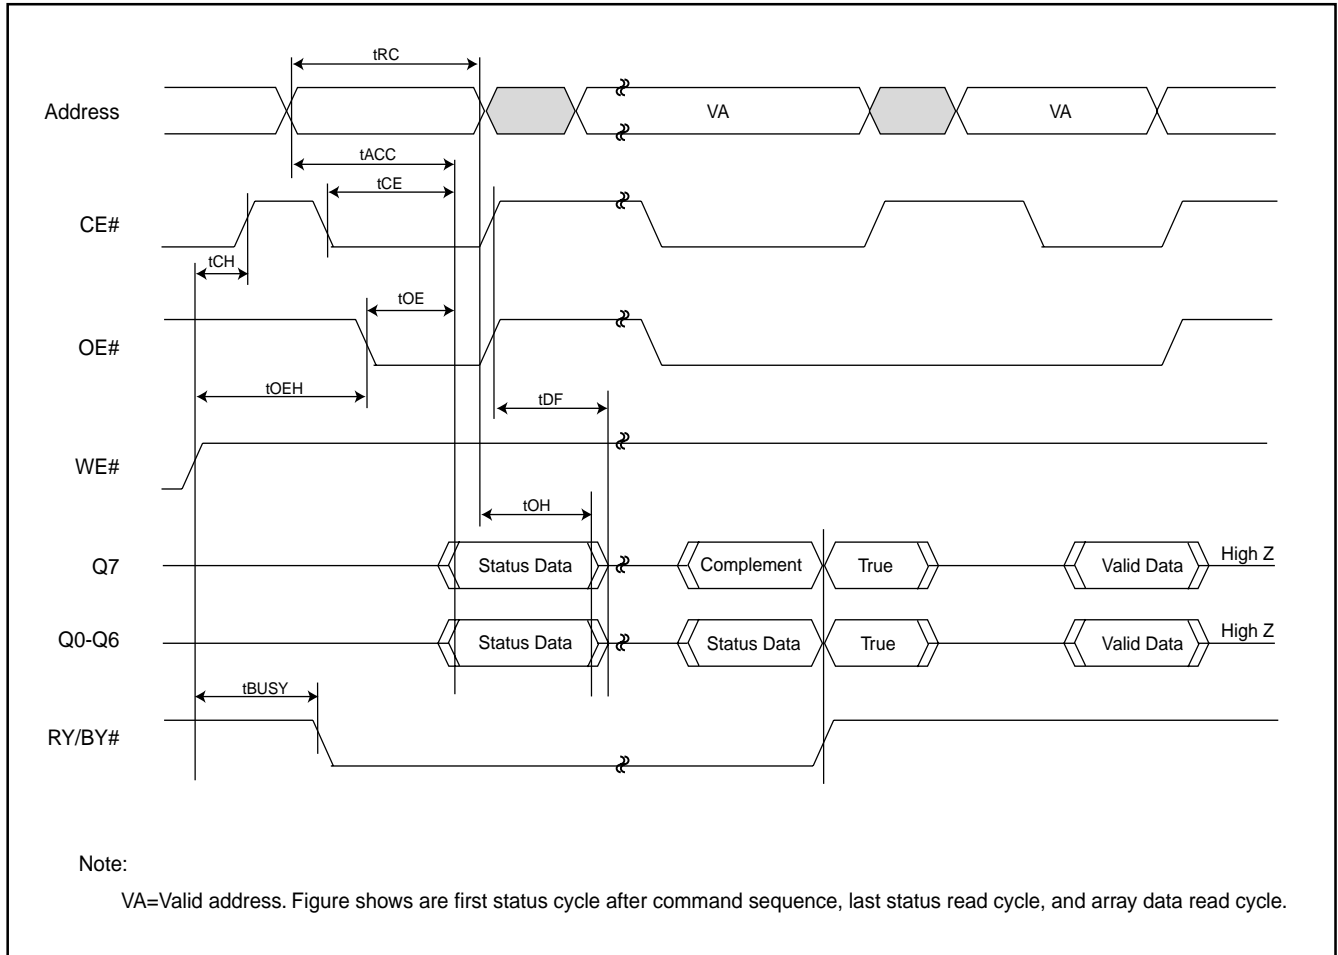 tRC
Address
VA
VA
tACC
tCE
CE#
tCH
tOE
OE#
tOEH
tDF
WE#
tOH
Q7
Status Data
Complement
True
Valid Data
High Z
Q0-Q6
Status Data
Status Data
True
Valid Data
High Z
tBUSY
RY/BY#
Note:
VA=Valid address. Figure shows are first status cycle after command sequence, last status read cycle, and array data read cycle.